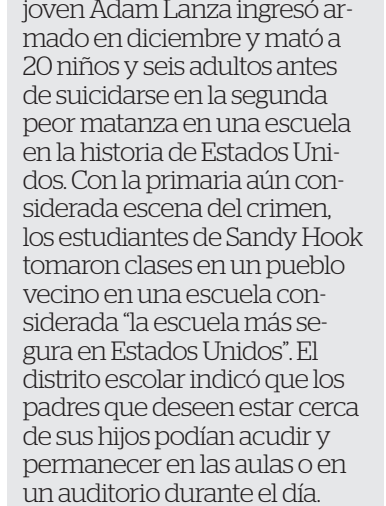 joven Adam Lanza ingresó ar-
mado en diciembre y mató a
20 niños y seis adultos antes
de suicidarse en la segunda
peor matanza en una escuela
en la historia de Estados Uni-
dos. Con la primaria aún con-
siderada escena del crimen,
los estudiantes de Sandy Hook
tomaron clases en un pueblo
vecino en una escuela con-
siderada “la escuela más se-
gura en Estados Unidos”. El
distrito escolar indicó que los
padres que deseen estar cerca
de sus hijos podían acudir y
permanecer en las aulas o en
un auditorio durante el día.